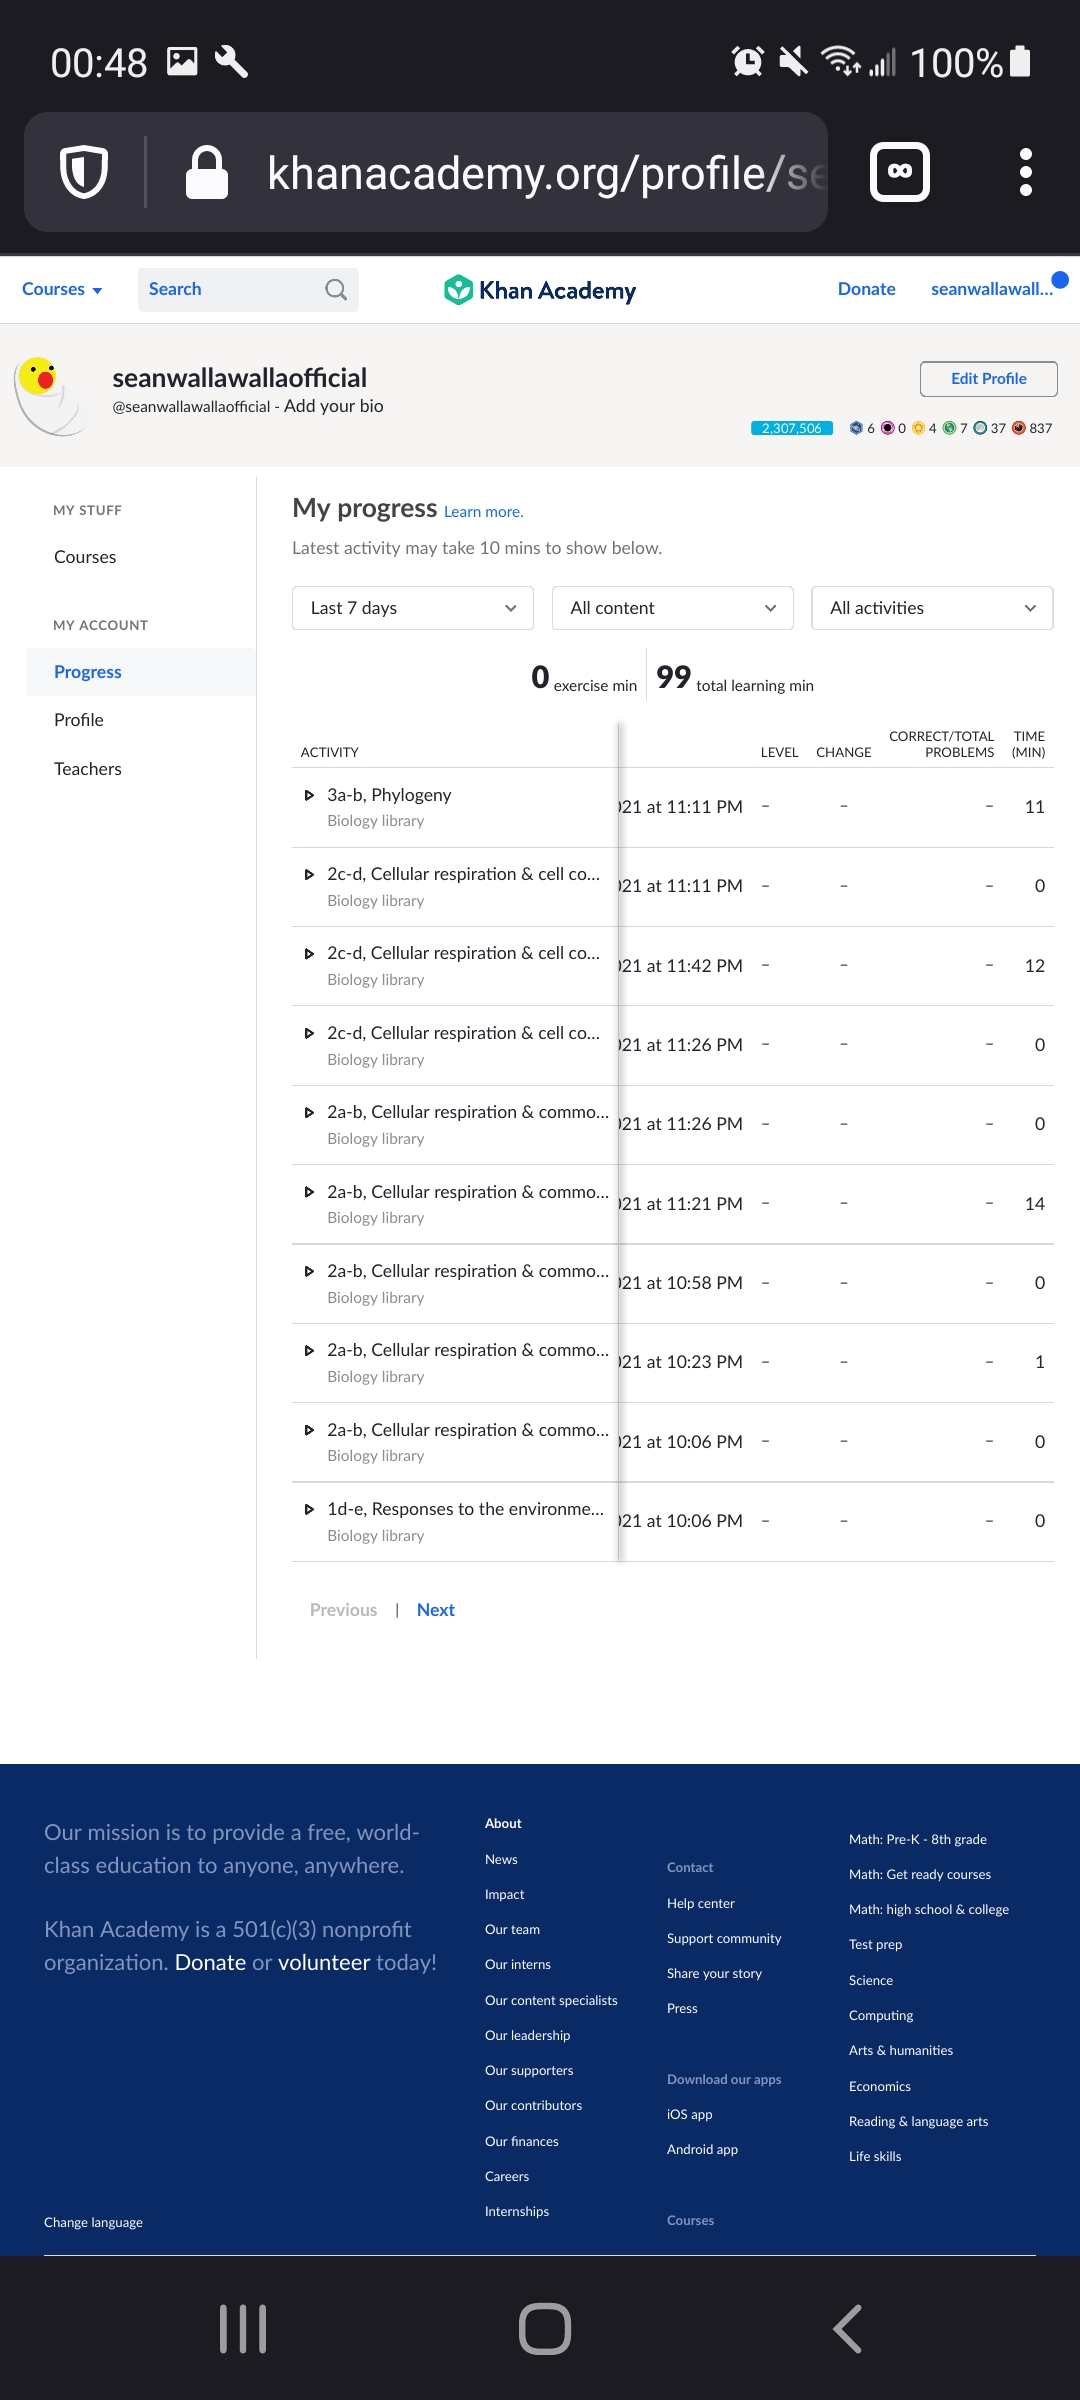 00:48 100%
khanacademy.org/profile/se
Courses Search Khan Academy Donate seanwallawall...
seanwallawallaofficial
@seanwallawallaofficial - Add your bio
Edit Profile
2,307,506 6 0 4 7 37 837
MY STUFF
Courses
MY ACCOUNT
Progress
Profile
Teachers
My progress Learn more.
Latest activity may take 10 mins to show below.
Last 7 days All content All activities
0 exercise min 99 total learning min
ACTIVITY LEVEL CHANGE CORRECT/TOTAL PROBLEMS TIME (MIN)
3a-b, Phylogeny
Biology library
021 at 11:11 PM – – – 11
2c-d, Cellular respiration & cell co...
Biology library
021 at 11:11 PM – – – 0
2c-d, Cellular respiration & cell co...
Biology library
021 at 11:42 PM – – – 12
2c-d, Cellular respiration & cell co...
Biology library
021 at 11:26 PM – – – 0
2a-b, Cellular respiration & commo...
Biology library
021 at 11:26 PM – – – 0
2a-b, Cellular respiration & commo...
Biology library
021 at 11:21 PM – – – 14
2a-b, Cellular respiration & commo...
Biology library
021 at 10:58 PM – – – 0
2a-b, Cellular respiration & commo...
Biology library
021 at 10:23 PM – – – 1
2a-b, Cellular respiration & commo...
Biology library
021 at 10:06 PM – – – 0
1d-e, Responses to the environme...
Biology library
021 at 10:06 PM – – – 0
Previous | Next
Our mission is to provide a free, world-
class education to anyone, anywhere.
Khan Academy is a 501(c)(3) nonprofit
organization. Donate or volunteer today!
Change language
About
News
Impact
Our team
Our interns
Our content specialists
Our leadership
Our supporters
Our contributors
Our finances
Careers
Internships
Contact
Help center
Support community
Share your story
Press
Download our apps
iOS app
Android app
Courses
Math: Pre-K - 8th grade
Math: Get ready courses
Math: high school & college
Test prep
Science
Computing
Arts & humanities
Economics
Reading & language arts
Life skills